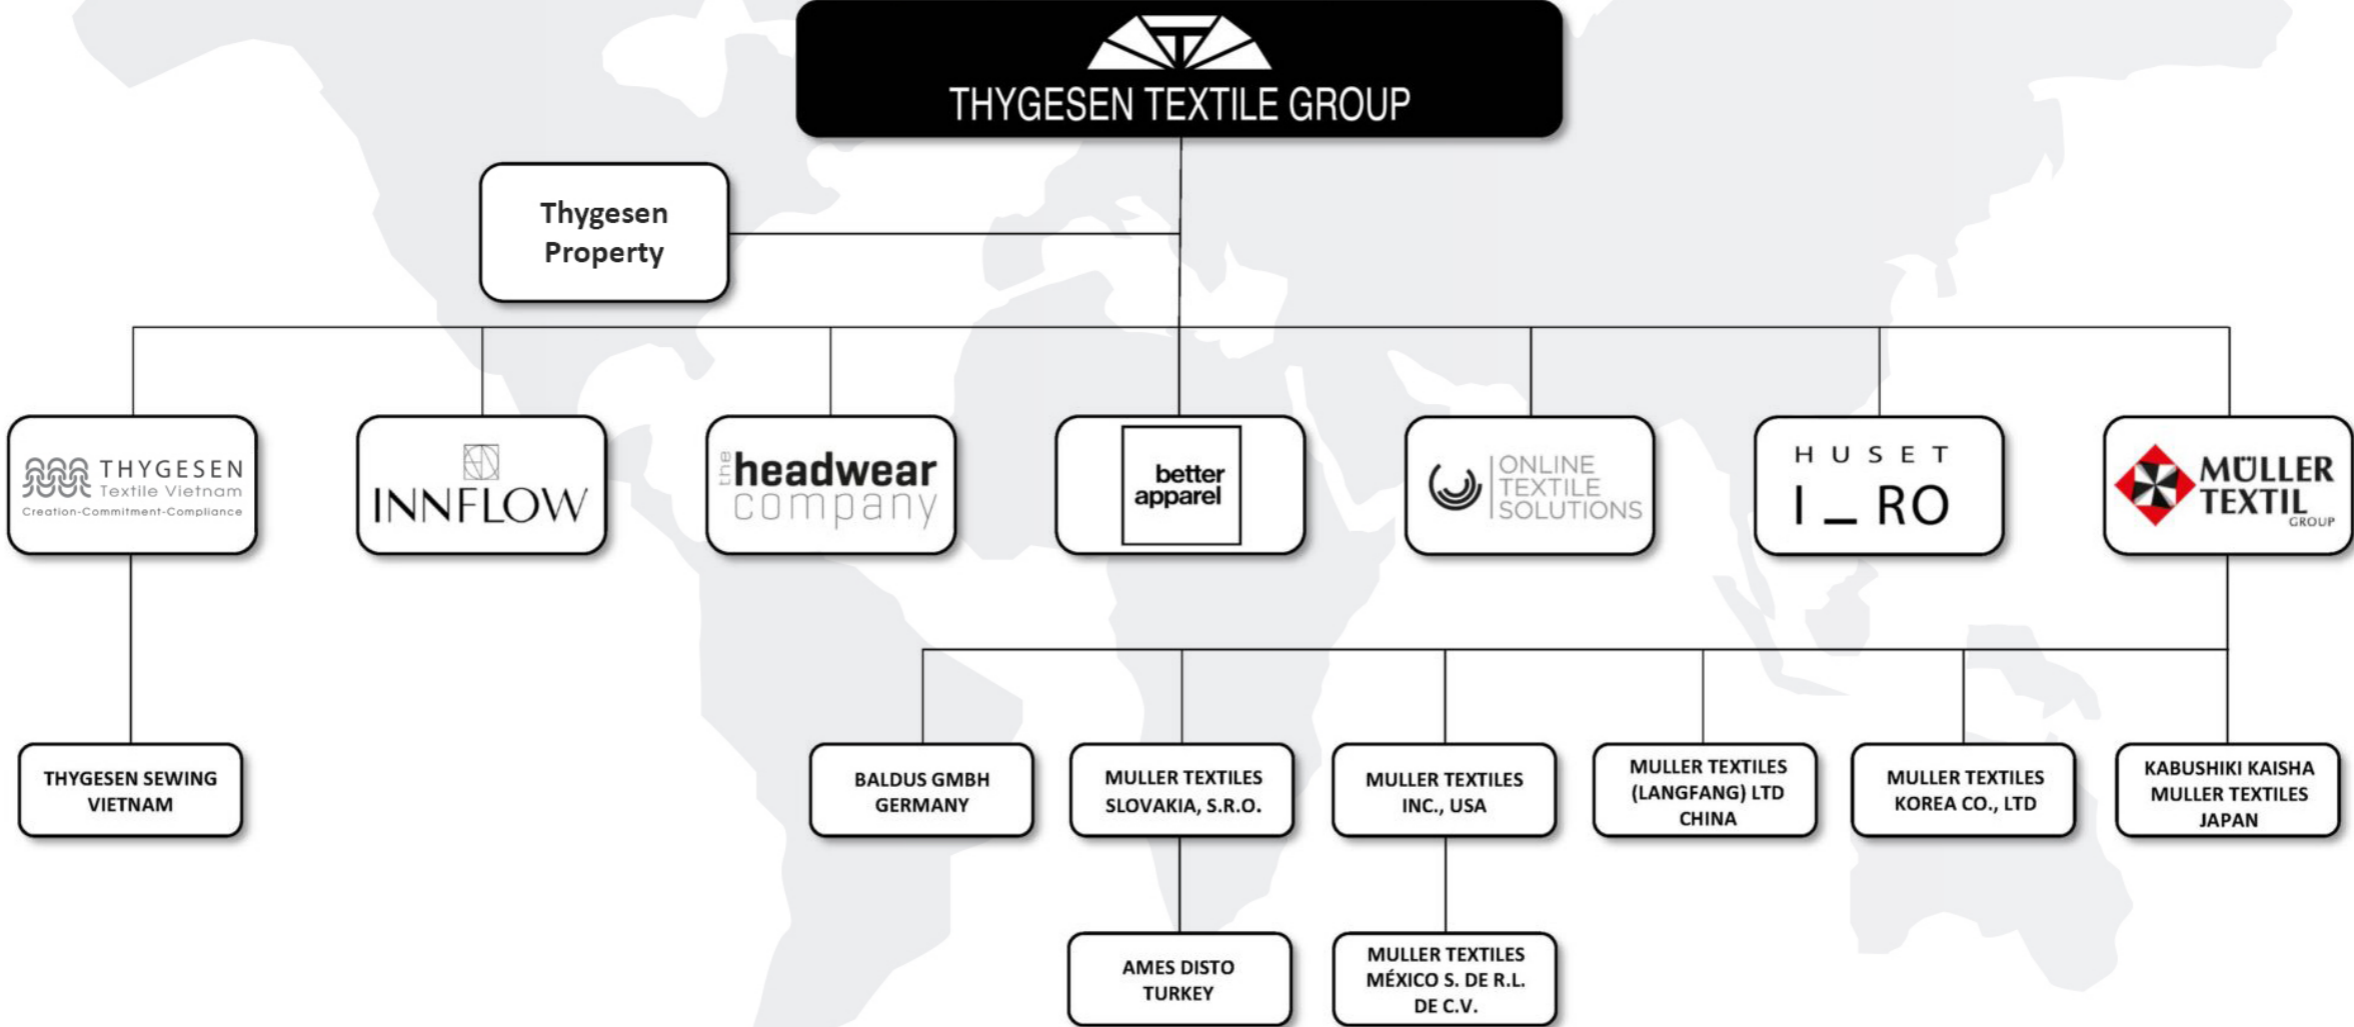 THYGESEN TEXTILE GROUP
Thygesen
Property
THYGESEN
Textile Vietnam
Creation-Commitment-Compliance
INNFLOW
the
headwear
company
better
apparel
ONLINE
TEXTILE
SOLUTIONS
HUSET
I_RO
MÜLLER
TEXTIL
GROUP
THYGESEN SEWING
VIETNAM
BALDUS GMBH
GERMANY
MULLER TEXTILES
SLOVAKIA, S.R.O.
MULLER TEXTILES
INC., USA
MULLER TEXTILES
(LANGFANG) LTD
CHINA
MULLER TEXTILES
KOREA CO., LTD
KABUSHIKI KAISHA
MULLER TEXTILES
JAPAN
AMES DISTO
TURKEY
MULLER TEXTILES
MÉXICO S. DE R.L.
DE C.V.